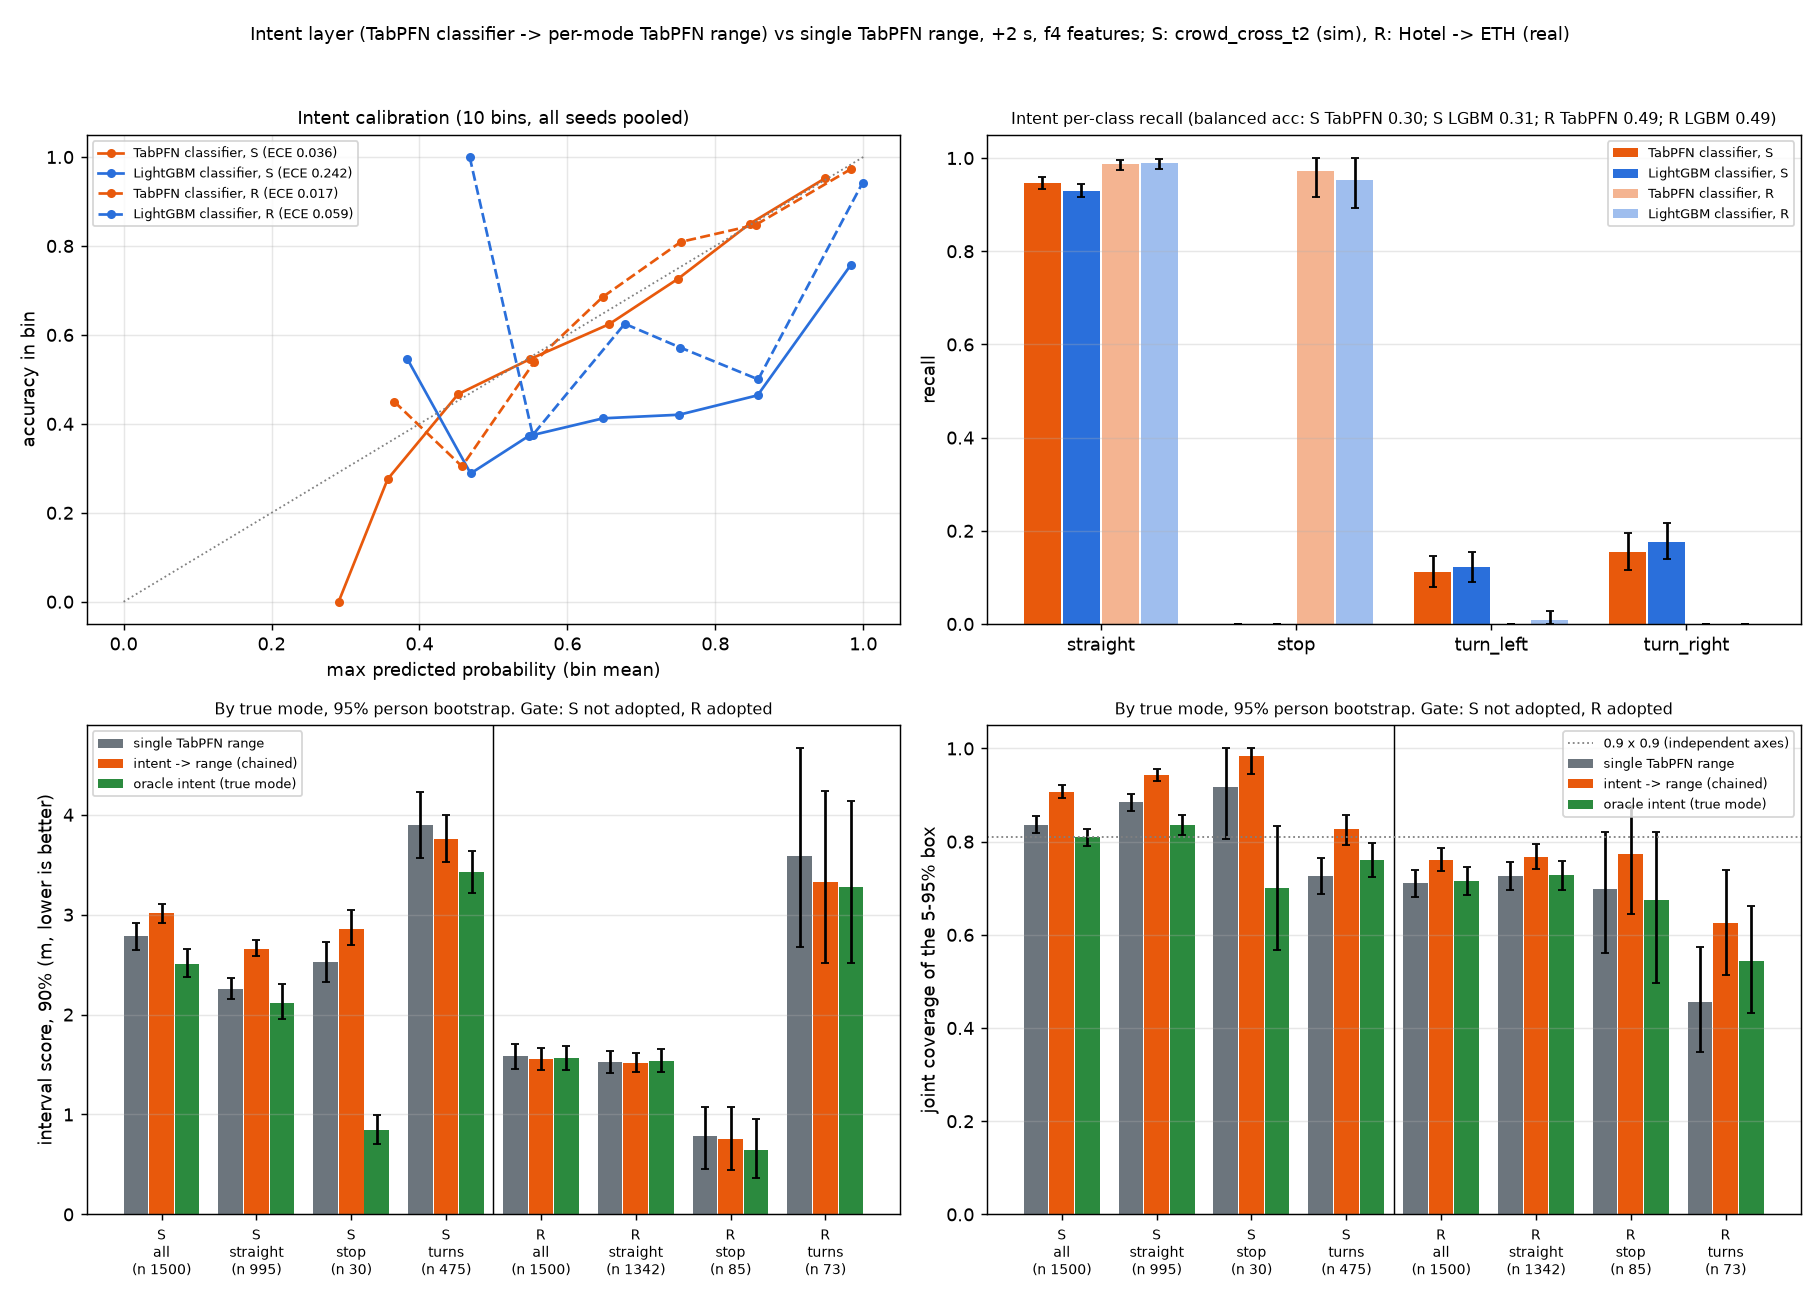 Intent layer (TabPFN classifier -> per-mode TabPFN range) vs single TabPFN range, +2 s, f4 features; S: crowd_cross_t2 (sim), R: Hotel -> ETH (real)
Intent calibration (10 bins, all seeds pooled)
TabPFN classifier, S (ECE 0.036)
LightGBM classifier, S (ECE 0.242)
TabPFN classifier, R (ECE 0.017)
LightGBM classifier, R (ECE 0.059)
accuracy in bin
1.0
0.8
0.6
0.4
0.2
0.0
0.0 0.2 0.4 0.6 0.8 1.0
max predicted probability (bin mean)
Intent per-class recall (balanced acc: S TabPFN 0.30; S LGBM 0.31; R TabPFN 0.49; R LGBM 0.49)
TabPFN classifier, S
LightGBM classifier, S
TabPFN classifier, R
LightGBM classifier, R
recall
1.0
0.8
0.6
0.4
0.2
0.0
straight stop turn_left turn_right
By true mode, 95% person bootstrap. Gate: S not adopted, R adopted
single TabPFN range
intent -> range (chained)
oracle intent (true mode)
interval score, 90% (m, lower is better)
4
3
2
1
0
S S S S R R R R
all straight stop turns all straight stop turns
(n 1500) (n 995) (n 30) (n 475) (n 1500) (n 1342) (n 85) (n 73)
By true mode, 95% person bootstrap. Gate: S not adopted, R adopted
0.9 x 0.9 (independent axes)
single TabPFN range
intent -> range (chained)
oracle intent (true mode)
joint coverage of the 5-95% box
1.0
0.8
0.6
0.4
0.2
0.0
S S S S R R R R
all straight stop turns all straight stop turns
(n 1500) (n 995) (n 30) (n 475) (n 1500) (n 1342) (n 85) (n 73)